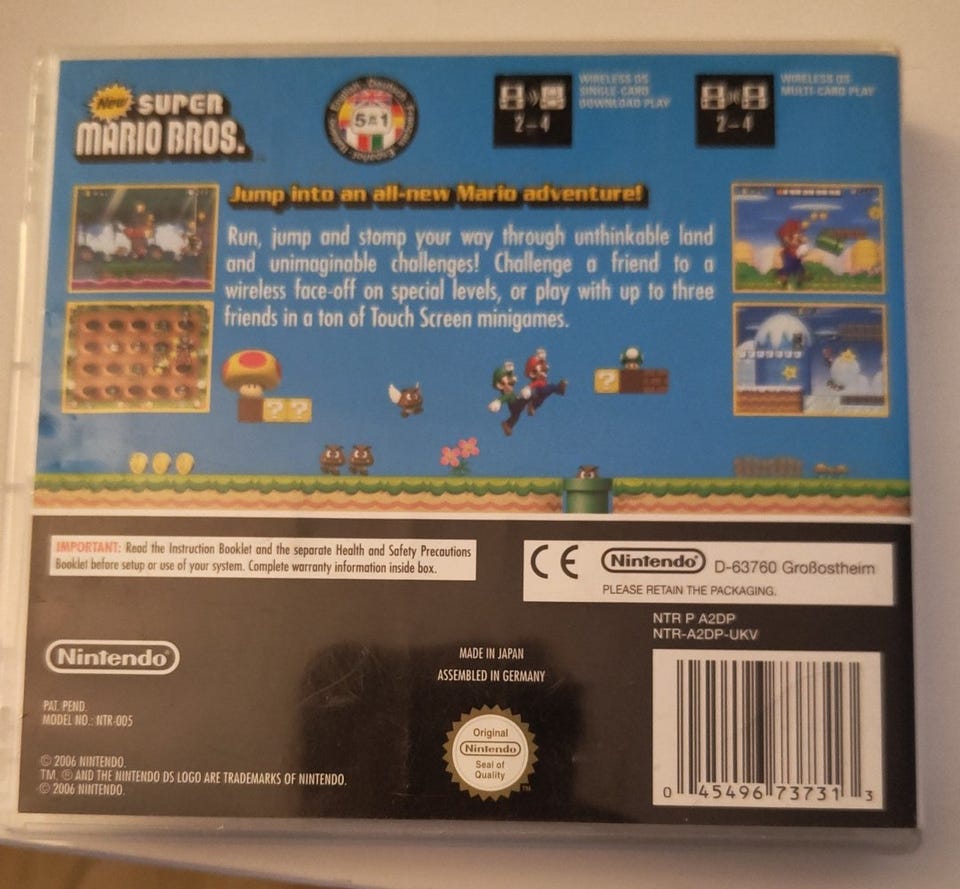 New
SUPER
MARIO BROS.
English
Deutsch
Español
5 in 1
2-4
WIRELESS DS
SINGLE-CARD
DOWNLOAD PLAY
2-4
WIRELESS DS
MULTI-CARD PLAY
Jump into an all-new Mario adventure!
Run, jump and stomp your way through unthinkable land
and unimaginable challenges! Challenge a friend to a
wireless face-off on special levels, or play with up to three
friends in a ton of Touch Screen minigames.
? ?
?
IMPORTANT: Read the Instruction Booklet and the separate Health and Safety Precautions
Booklet before setup or use of your system. Complete warranty information inside box.
CE Nintendo® D-63760 Großostheim
PLEASE RETAIN THE PACKAGING.
NTR P A2DP
NTR-A2DP-UKV
Nintendo®
MADE IN JAPAN
ASSEMBLED IN GERMANY
PAT. PEND.
MODEL NO.: NTR-005
Original
Nintendo®
Seal of
Quality
TM
© 2006 NINTENDO.
TM, ® AND THE NINTENDO DS LOGO ARE TRADEMARKS OF NINTENDO.
© 2006 NINTENDO.
0 45496 73731 3